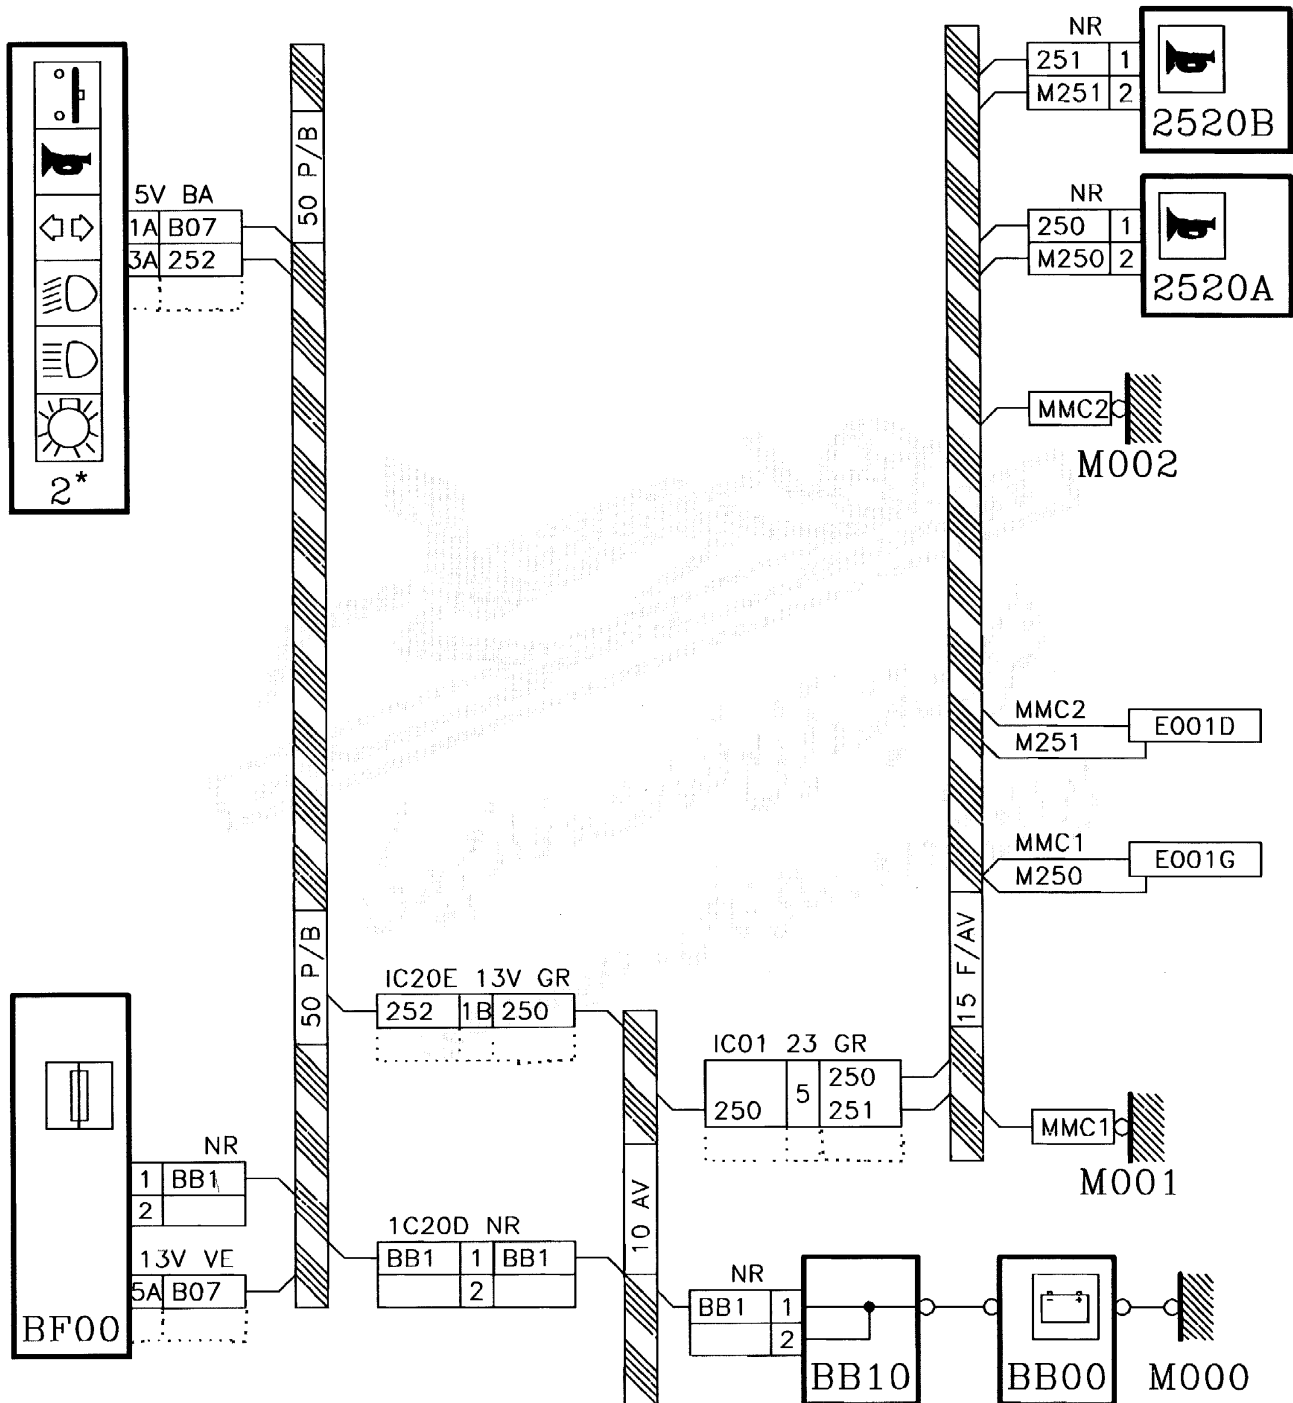 NR
251 1
M251 2
2520B
50 P/B
5V BA
1A B07
3A 252
2*
NR
250 1
M250 2
2520A
MMC2
M002
MMC2
M251
E001D
MMC1
M250
E001G
15 F/AV
50 P/B
IC20E 13V GR
252 1B 250
IC01 23 GR
250 5 250
251
MMC1
M001
NR
1 BB1
2
13V VE
5A B07
BF00
1C20D NR
BB1 1 BB1
2
10 AV
NR
BB1 1
2
BB10
BB00
M000